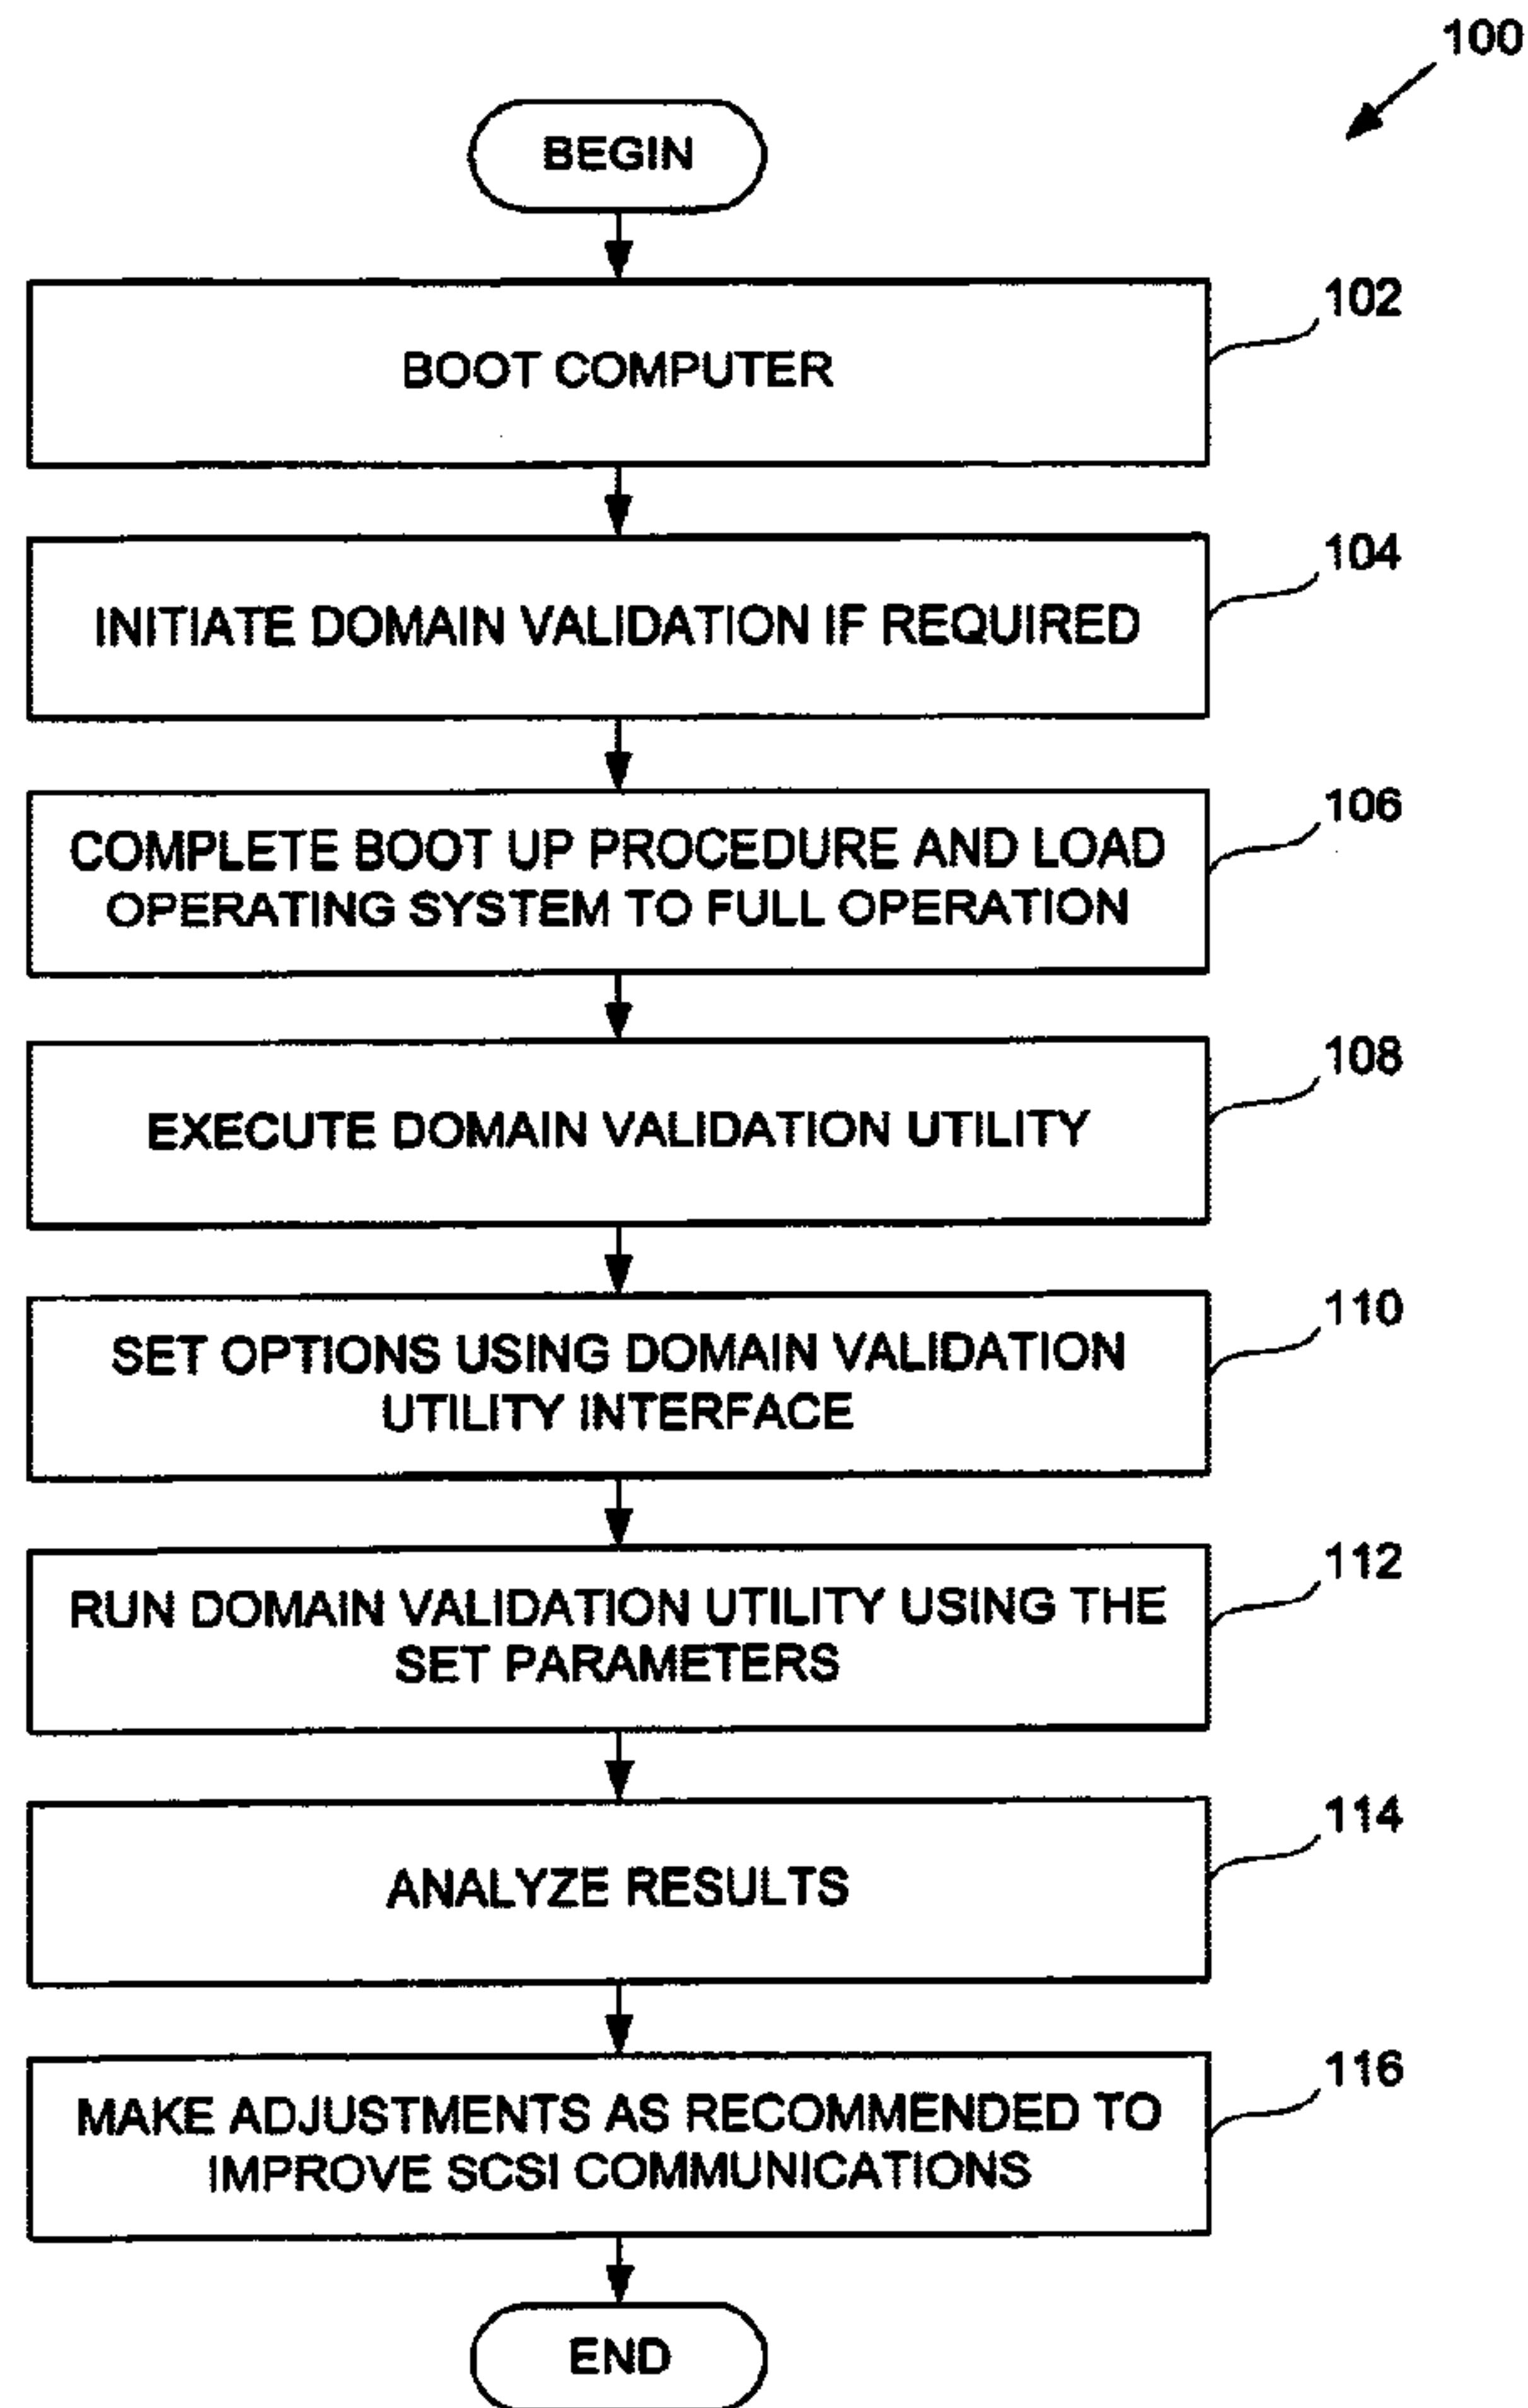 100
BEGIN
BOOT COMPUTER
102
INITIATE DOMAIN VALIDATION IF REQUIRED
104
COMPLETE BOOT UP PROCEDURE AND LOAD
OPERATING SYSTEM TO FULL OPERATION
106
EXECUTE DOMAIN VALIDATION UTILITY
108
SET OPTIONS USING DOMAIN VALIDATION
UTILITY INTERFACE
110
RUN DOMAIN VALIDATION UTILITY USING THE
SET PARAMETERS
112
ANALYZE RESULTS
114
MAKE ADJUSTMENTS AS RECOMMENDED TO
IMPROVE SCSI COMMUNICATIONS
116
END